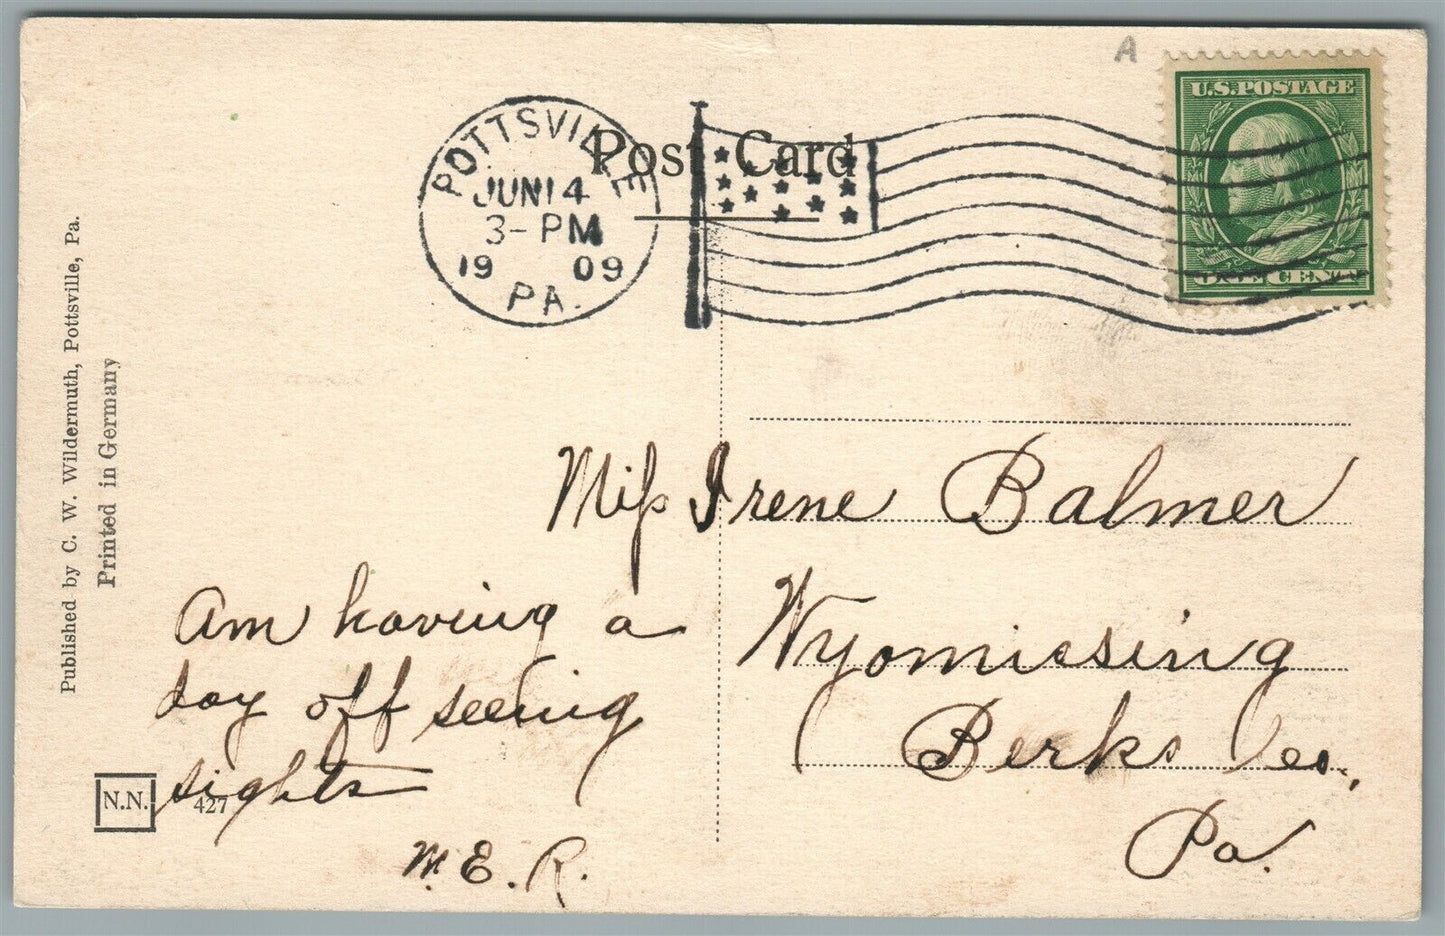 A
U.S. POSTAGE
ONE CENT
Post Card
POTTSVILLE
JUN 14
3-PM
19 09
PA.
Published by C. W. Wildermuth, Pottsville, Pa.
Printed in Germany
Miss Irene Balmer
Wyomissing
Berks Co.,
Pa.
Am having a
day off seeing
sights
M.E.R.
N.N.
427